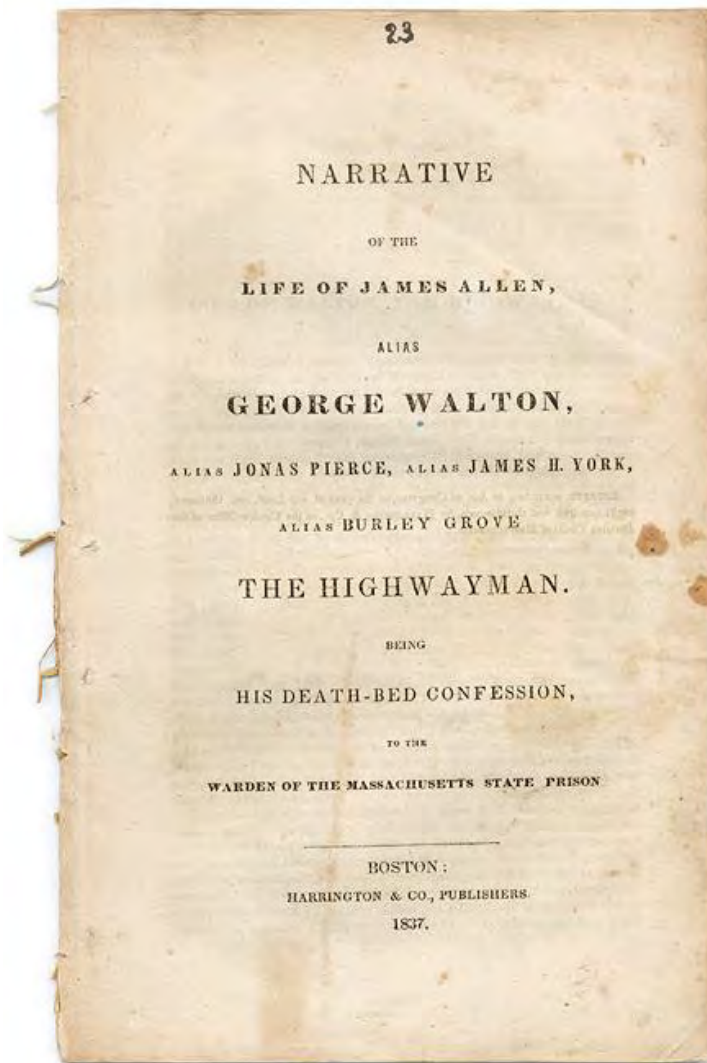 23
NARRATIVE
OF THE
LIFE OF JAMES ALLEN,
ALIAS
GEORGE WALTON,
ALIAS JONAS PIERCE, ALIAS JAMES H. YORK,
ALIAS BURLEY GROVE
THE HIGHWAYMAN.
BEING
HIS DEATH-BED CONFESSION,
TO THE
WARDEN OF THE MASSACHUSETTS STATE PRISON
BOSTON:
HARRINGTON & CO., PUBLISHERS.
1837.